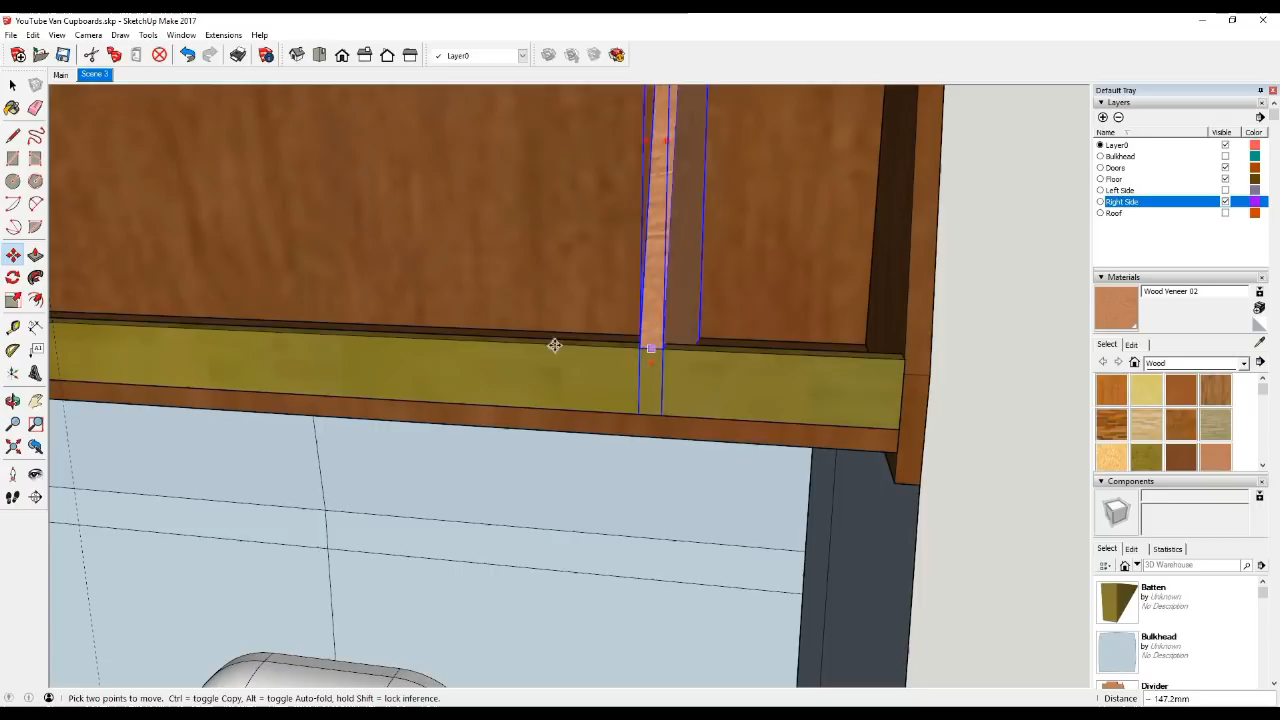 YouTube Van Cupboards.skp - SketchUp Make 2017
File Edit View Camera Draw Tools Window Extensions Help
Layer0
Main Scene 3
Default Tray
Layers
Name Visible Color
Layer0
Bulkhead
Doors
Floor
Left Side
Right Side
Roof
Materials
Wood Veneer 02
Select Edit
Wood
Components
Select Edit Statistics
3D Warehouse
Batten
by Unknown
No Description
Bulkhead
by Unknown
No Description
Divider
Pick two points to move. Ctrl = toggle Copy, Alt = toggle Auto-fold, hold Shift = lock inference.
Distance ~ 147.2mm